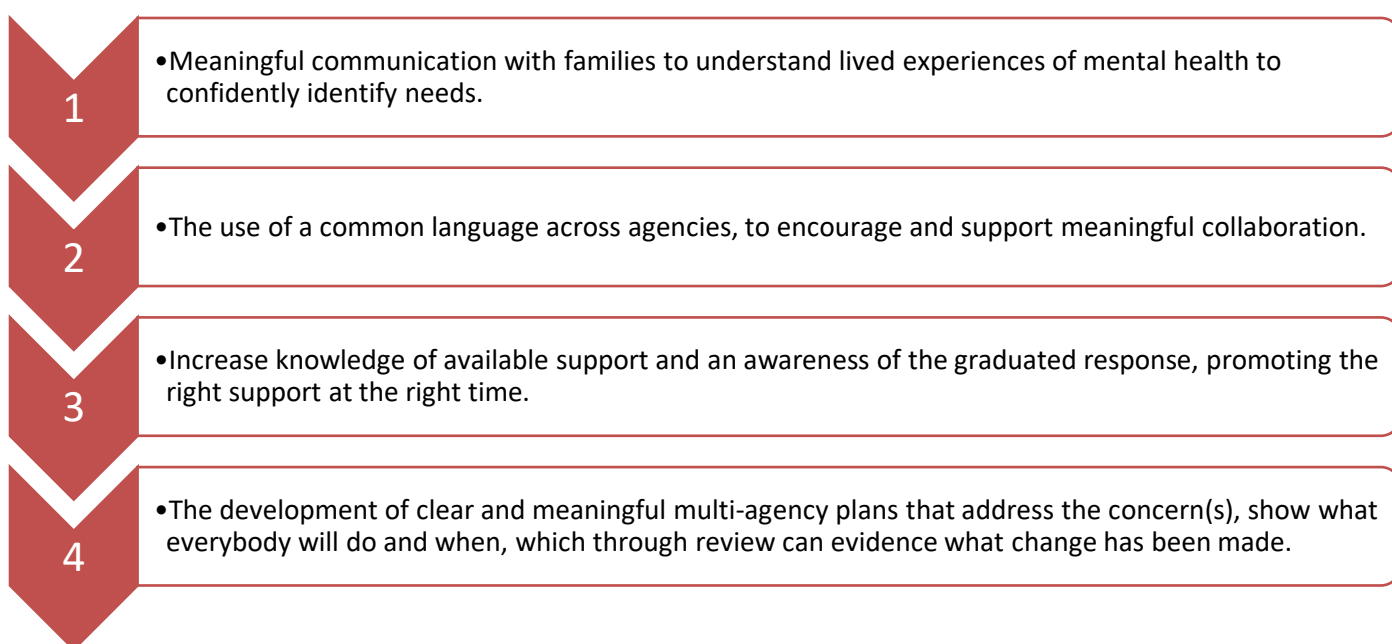 1
•Meaningful communication with families to understand lived experiences of mental health to
confidently identify needs.
2
•The use of a common language across agencies, to encourage and support meaningful collaboration.
3
•Increase knowledge of available support and an awareness of the graduated response, promoting the
right support at the right time.
4
•The development of clear and meaningful multi-agency plans that address the concern(s), show what
everybody will do and when, which through review can evidence what change has been made.